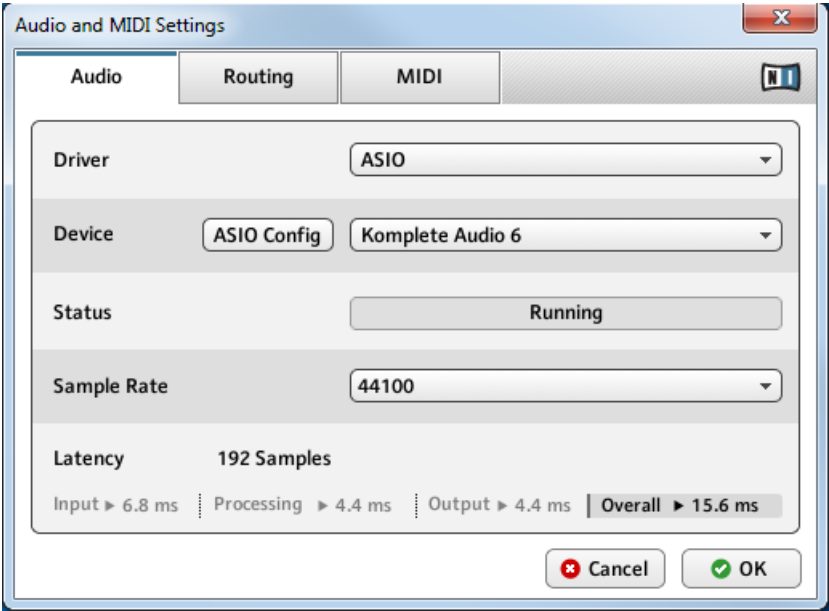 Audio and MIDI Settings
Audio Routing MIDI NI
Driver ASIO
Device ASIO Config Komplete Audio 6
Status Running
Sample Rate 44100
Latency 192 Samples
Input ▶ 6.8 ms Processing ▶ 4.4 ms Output ▶ 4.4 ms Overall ▶ 15.6 ms
Cancel OK